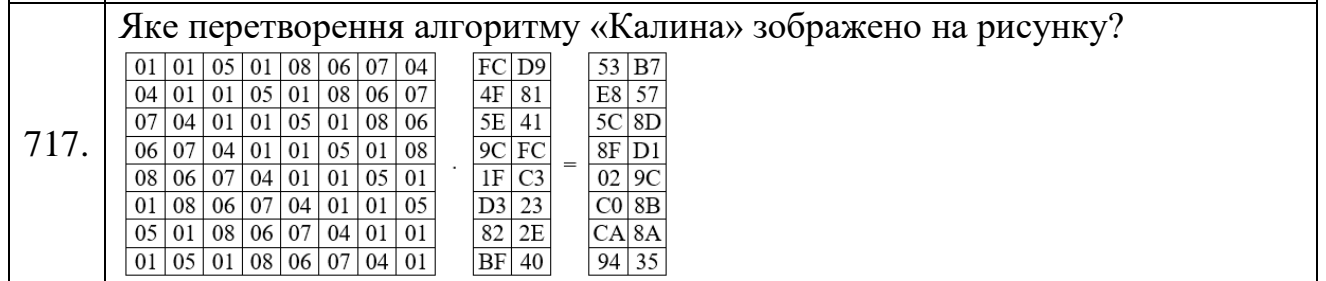 Яке перетворення алгоритму «Калина» зображено на рисунку?
717.
01 01 05 01 08 06 07 04 FC D9 53 B7
04 01 01 05 01 08 06 07 4F 81 E8 57
07 04 01 01 05 01 08 06 5E 41 5C 8D
06 07 04 01 01 05 01 08 9C FC 8F D1
. =
08 06 07 04 01 01 05 01 1F C3 02 9C
01 08 06 07 04 01 01 05 D3 23 C0 8B
05 01 08 06 07 04 01 01 82 2E CA 8A
01 05 01 08 06 07 04 01 BF 40 94 35